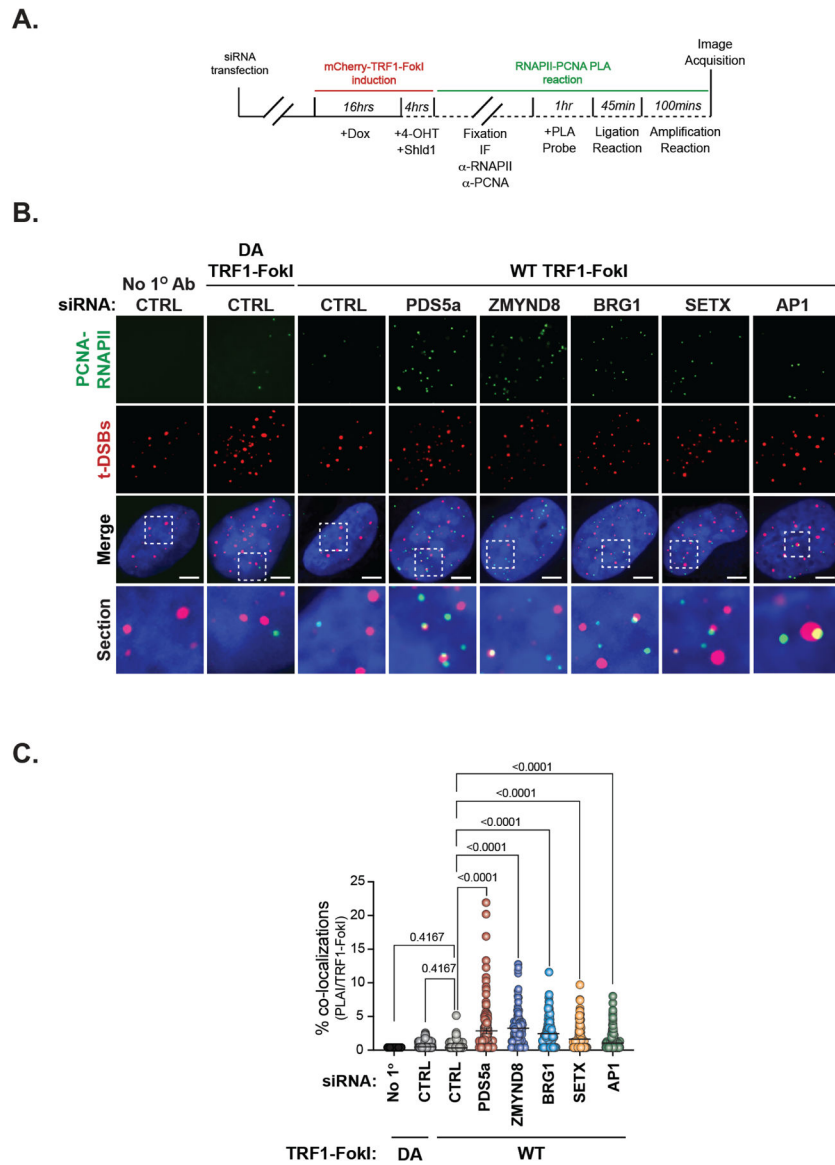 A.
siRNA
transfection
mCherry-TRF1-FokI
induction
RNAPII-PCNA PLA
reaction
Image
Acquisition
16hrs
4hrs
1hr
45min
100mins
+Dox
+4-OHT
+Shld1
Fixation
IF
α-RNAPII
α-PCNA
+PLA
Probe
Ligation
Reaction
Amplification
Reaction
B.
DA
TRF1-FokI
WT TRF1-FokI
No 1º Ab
siRNA: CTRL CTRL CTRL PDS5a ZMYND8 BRG1 SETX AP1
PCNA-
RNAPII
t-DSBs
Merge
Section
C.
<0.0001
<0.0001
<0.0001
<0.0001
<0.0001
0.4167
0.4167
% co-localizations
(PLAI/TRF1-FokI)
25
20
15
10
5
0
siRNA: No 1º CTRL CTRL PDS5a ZMYND8 BRG1 SETX AP1
TRF1-FokI: DA WT